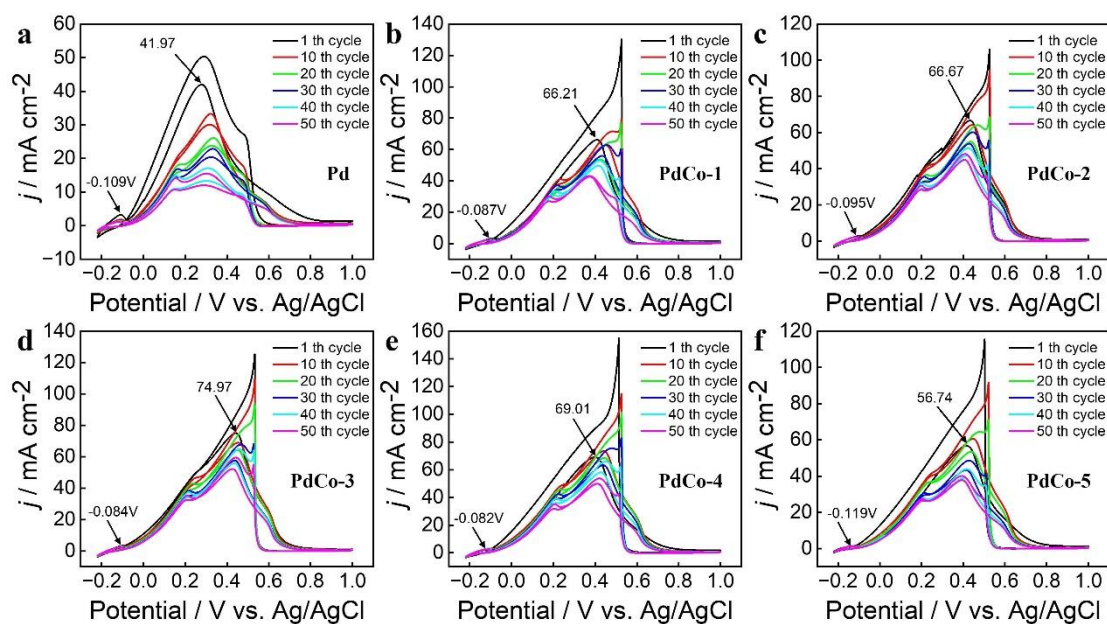 a
60
50
40
30
20
10
0
−10
j / mA cm-2
41.97
-0.109V
1 th cycle
10 th cycle
20 th cycle
30 th cycle
40 th cycle
50 th cycle
Pd
−0.2 0.0 0.2 0.4 0.6 0.8 1.0
Potential / V vs. Ag/AgCl
b
140
120
100
80
60
40
20
0
j / mA cm-2
66.21
-0.087V
1 th cycle
10 th cycle
20 th cycle
30 th cycle
40 th cycle
50 th cycle
PdCo-1
−0.2 0.0 0.2 0.4 0.6 0.8 1.0
Potential / V vs. Ag/AgCl
c
120
100
80
60
40
20
0
j / mA cm-2
66.67
-0.095V
1 th cycle
10 th cycle
20 th cycle
30 th cycle
40 th cycle
50 th cycle
PdCo-2
−0.2 0.0 0.2 0.4 0.6 0.8 1.0
Potential / V vs. Ag/AgCl
d
140
120
100
80
60
40
20
0
j / mA cm-2
74.97
-0.084V
1 th cycle
10 th cycle
20 th cycle
30 th cycle
40 th cycle
50 th cycle
PdCo-3
−0.2 0.0 0.2 0.4 0.6 0.8 1.0
Potential / V vs. Ag/AgCl
e
160
140
120
100
80
60
40
20
0
j / mA cm-2
69.01
-0.082V
1 th cycle
10 th cycle
20 th cycle
30 th cycle
40 th cycle
50 th cycle
PdCo-4
−0.2 0.0 0.2 0.4 0.6 0.8 1.0
Potential / V vs. Ag/AgCl
f
120
100
80
60
40
20
0
j / mA cm-2
56.74
-0.119V
1 th cycle
10 th cycle
20 th cycle
30 th cycle
40 th cycle
50 th cycle
PdCo-5
−0.2 0.0 0.2 0.4 0.6 0.8 1.0
Potential / V vs. Ag/AgCl